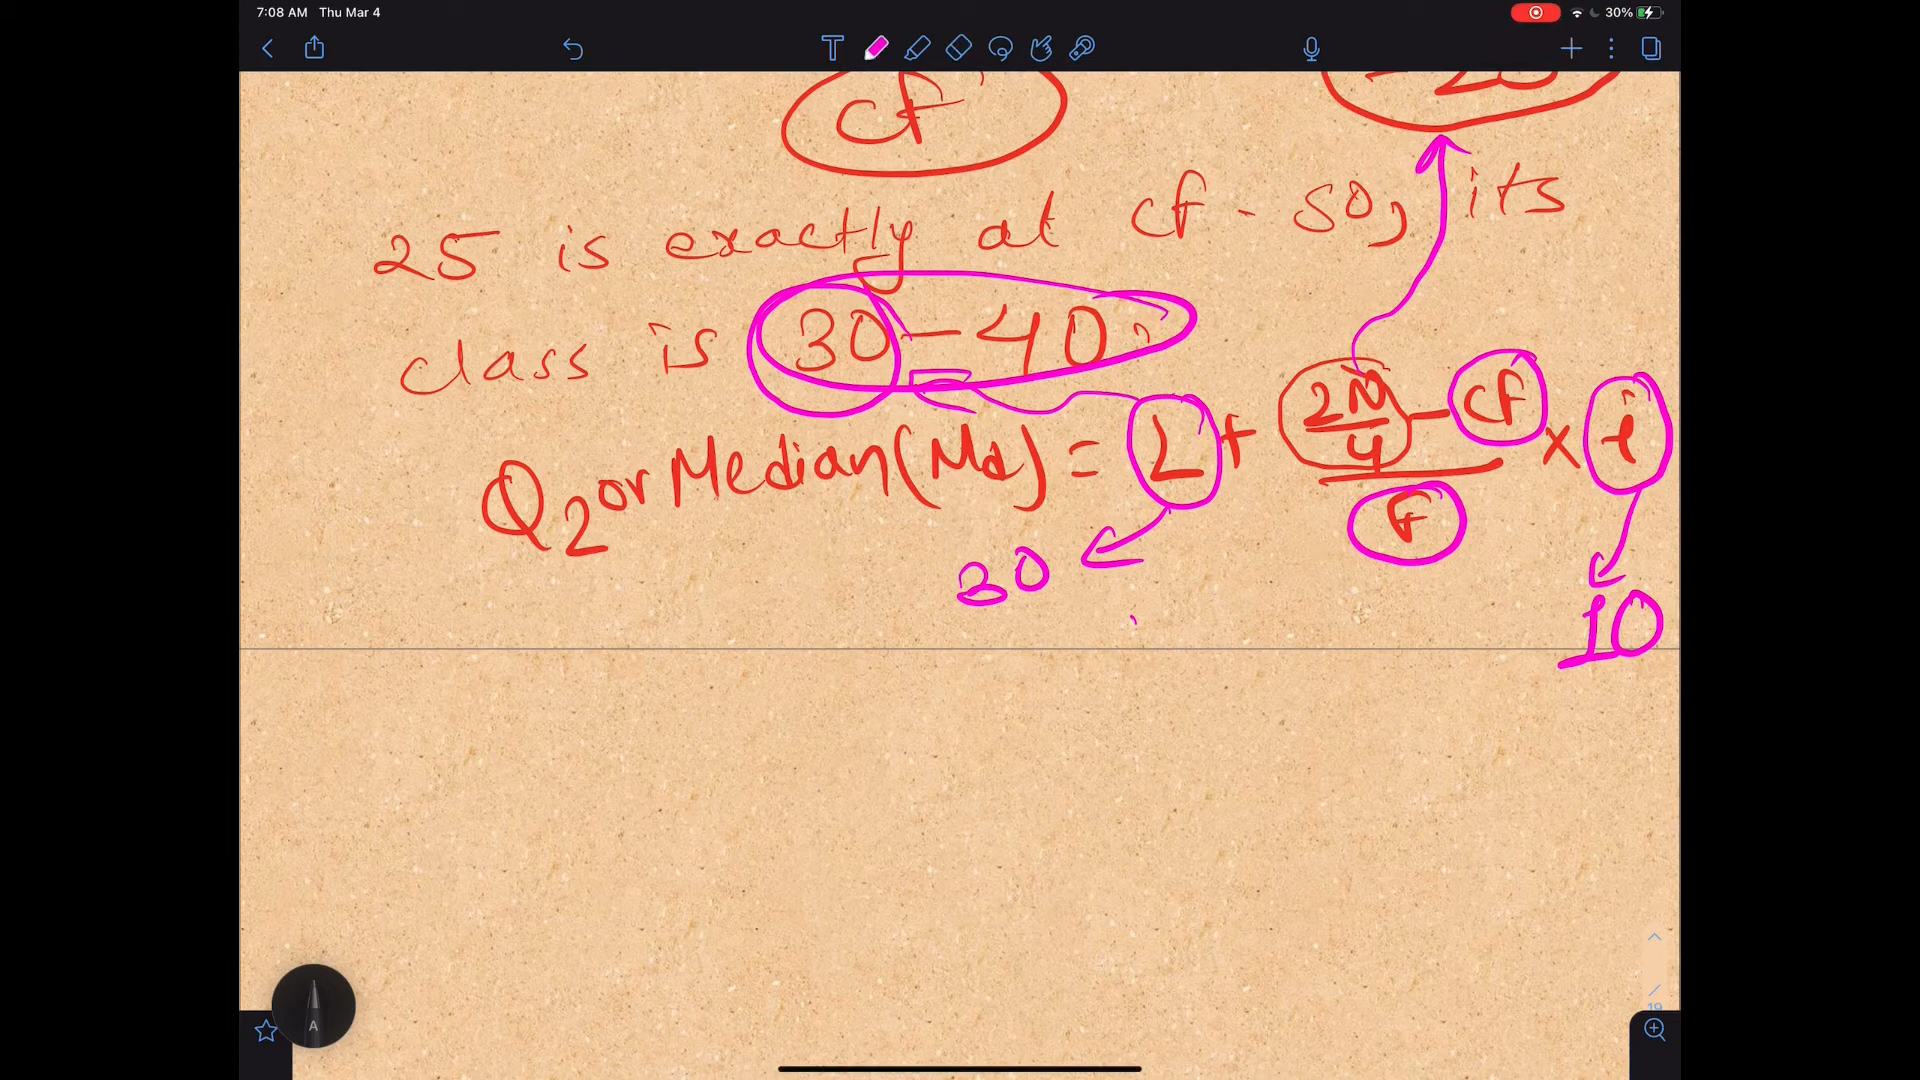 7:08 AM Thu Mar 4 30%
T
cf
25 is exactly at cf - 50, its
class is 30-40
Q2 or Median (Md) = L + 2N/4 - cf / f × i
30
10
19
A